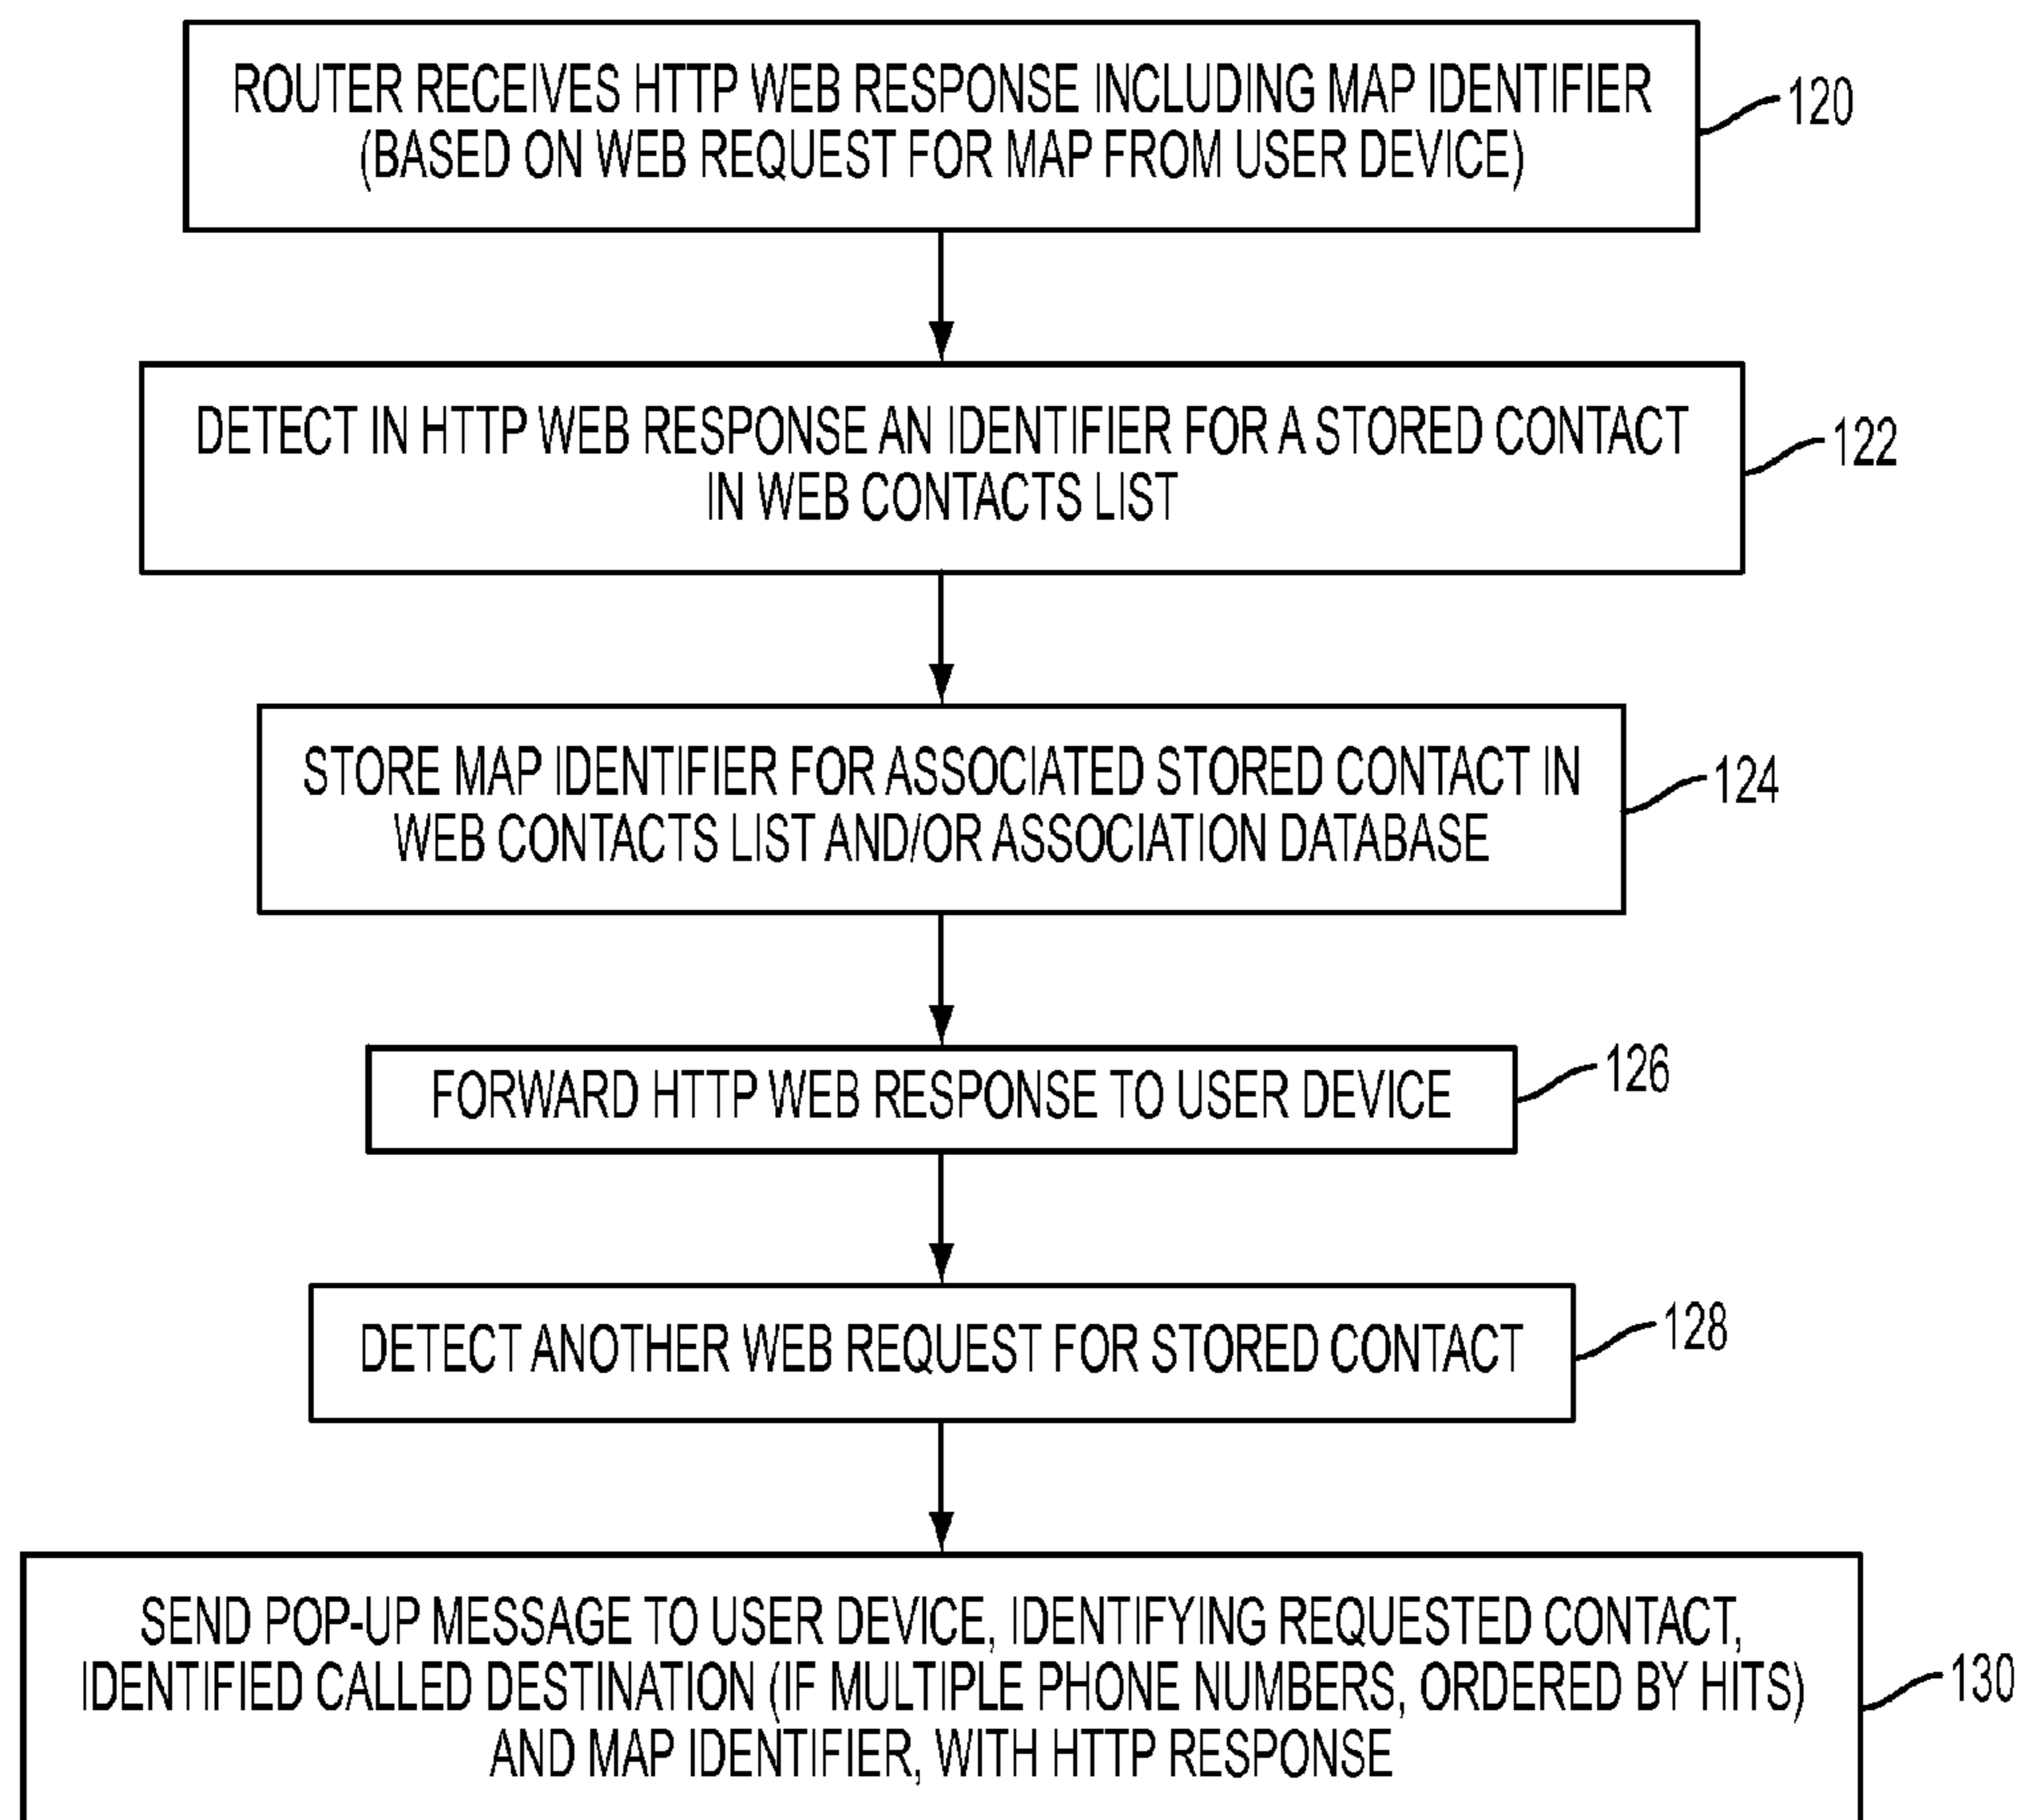 ROUTER RECEIVES HTTP WEB RESPONSE INCLUDING MAP IDENTIFIER
(BASED ON WEB REQUEST FOR MAP FROM USER DEVICE)
120
DETECT IN HTTP WEB RESPONSE AN IDENTIFIER FOR A STORED CONTACT
IN WEB CONTACTS LIST
122
STORE MAP IDENTIFIER FOR ASSOCIATED STORED CONTACT IN
WEB CONTACTS LIST AND/OR ASSOCIATION DATABASE
124
FORWARD HTTP WEB RESPONSE TO USER DEVICE
126
DETECT ANOTHER WEB REQUEST FOR STORED CONTACT
128
SEND POP-UP MESSAGE TO USER DEVICE, IDENTIFYING REQUESTED CONTACT,
IDENTIFIED CALLED DESTINATION (IF MULTIPLE PHONE NUMBERS, ORDERED BY HITS)
AND MAP IDENTIFIER, WITH HTTP RESPONSE
130